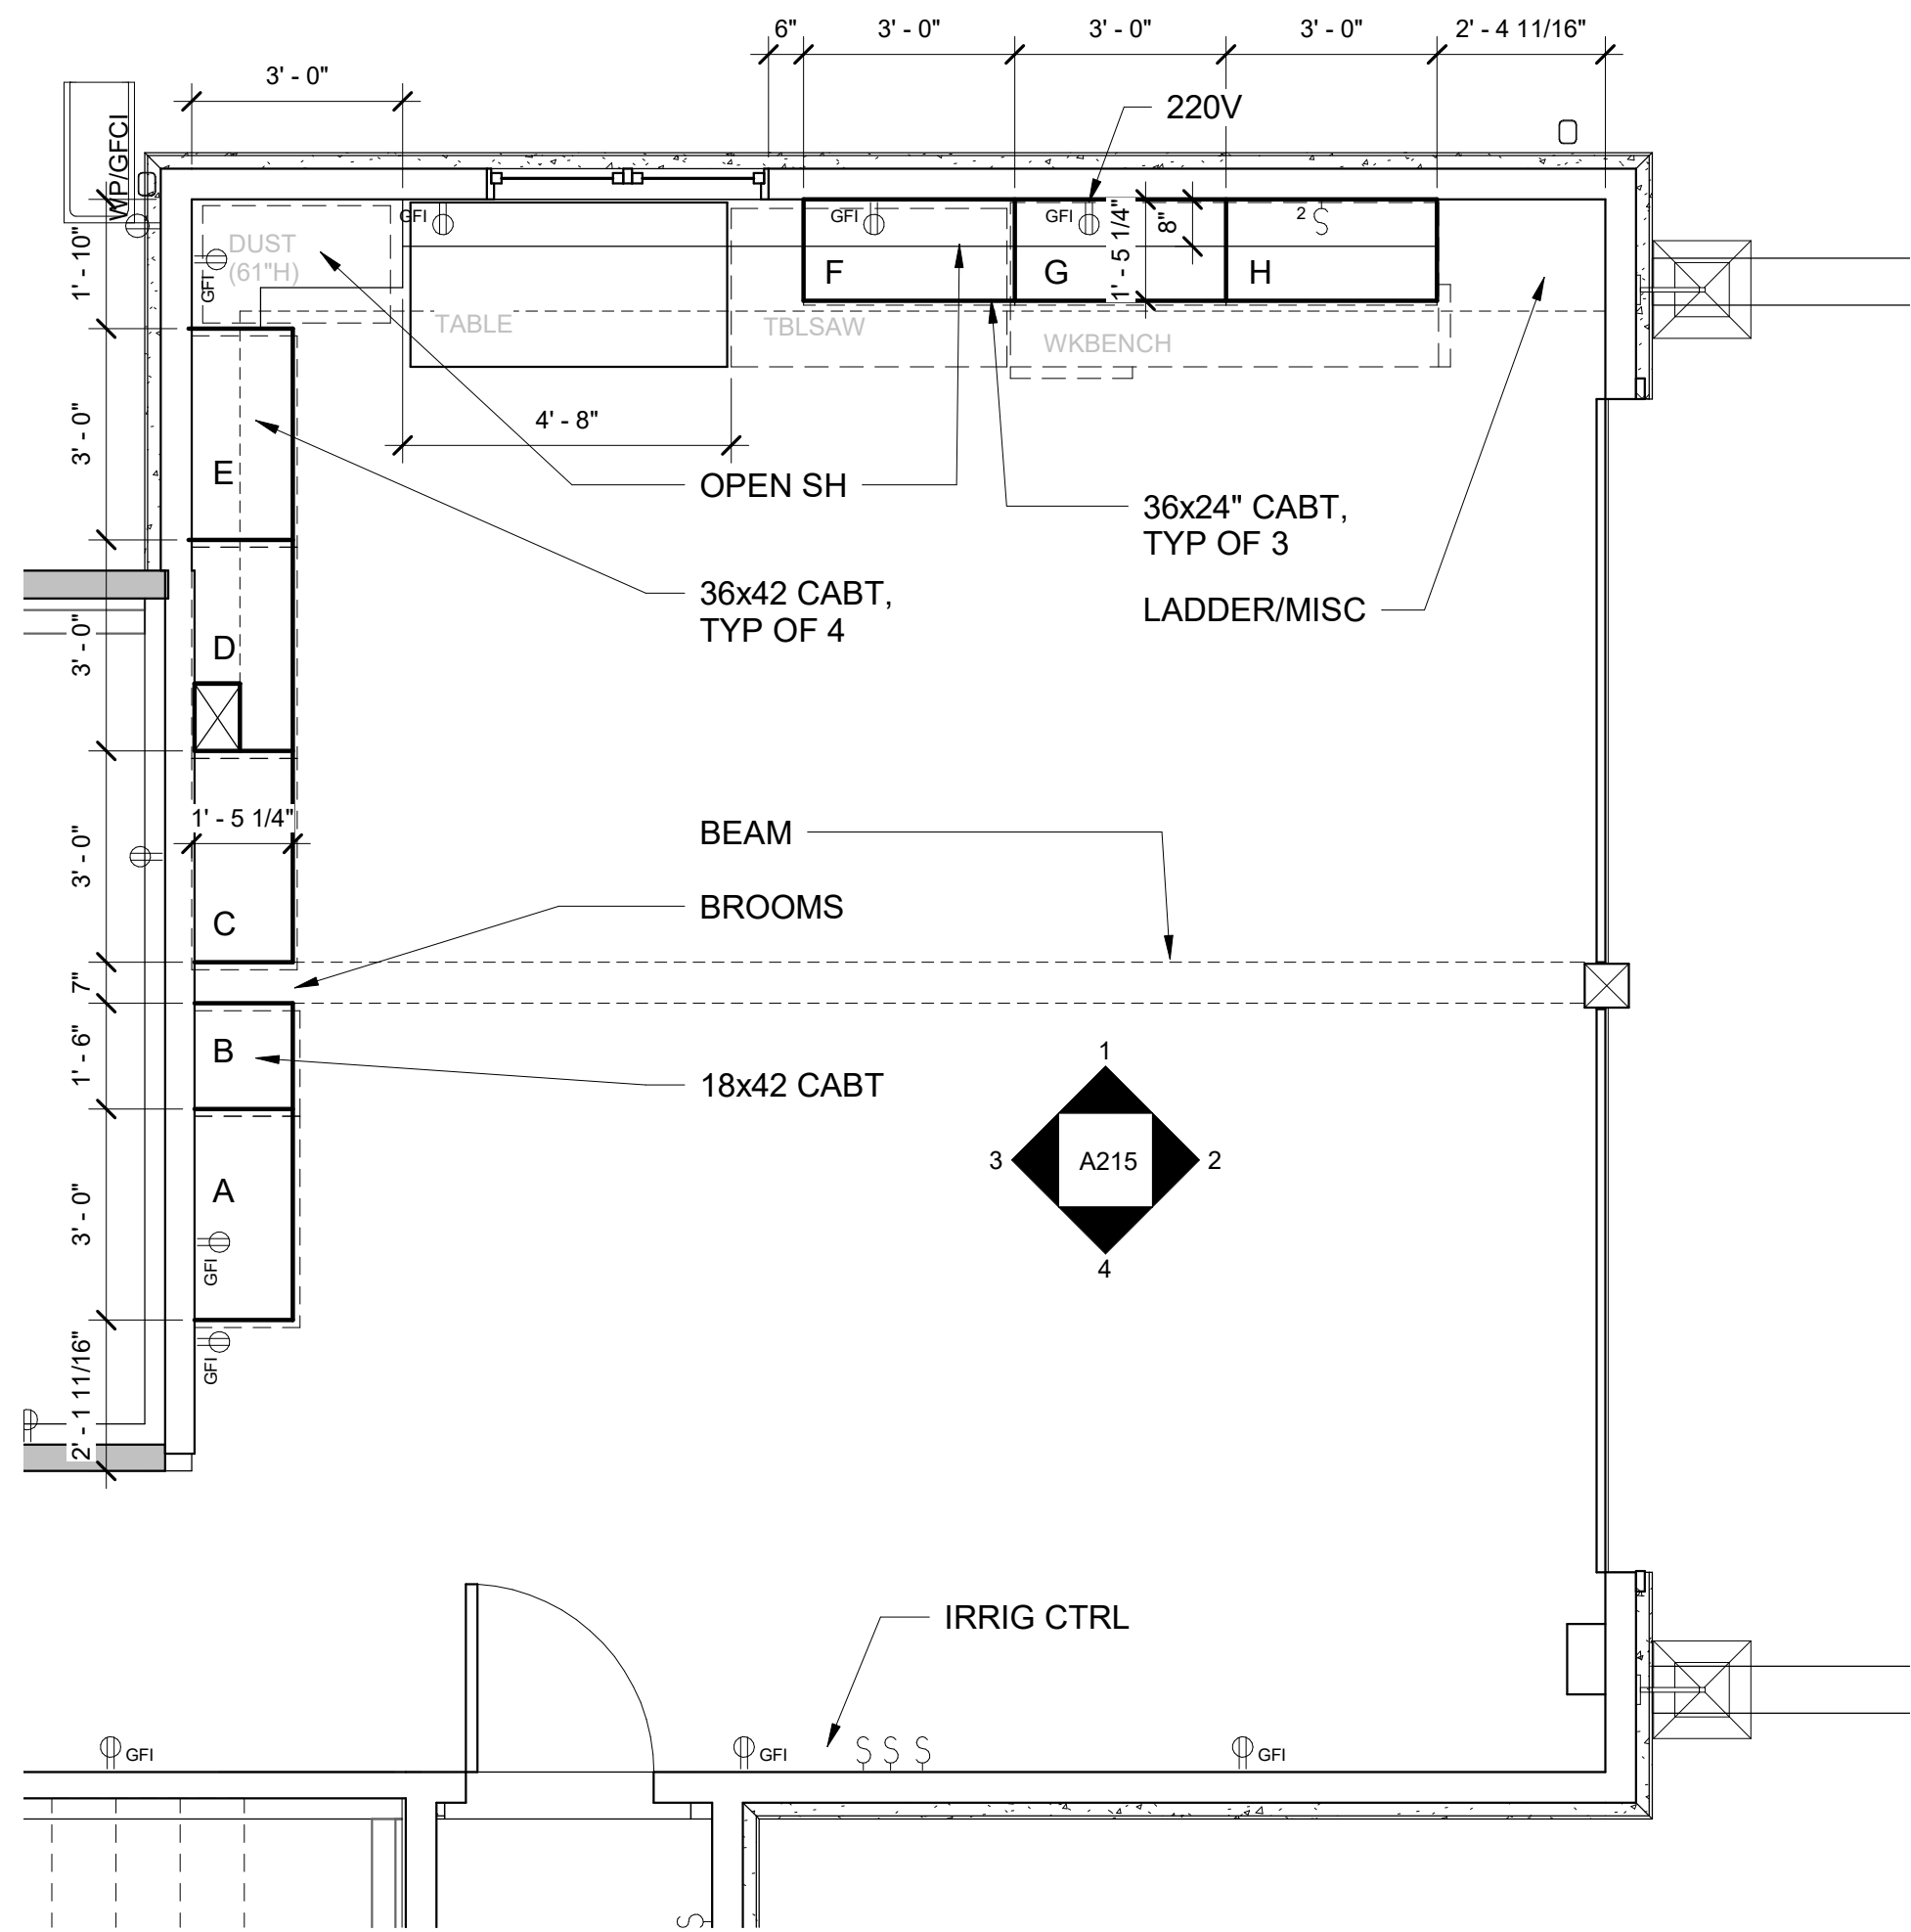 6"
3' - 0"
3' - 0"
3' - 0"
2' - 4 11/16"
3' - 0"
220V
WP/GFCI
GFI
GFI
GFI
2
S
DUST
(61"H)
GFI
1' - 10"
1' - 5 1/4"
8"
F
G
H
TABLE
TBLSAW
WKBENCH
4' - 8"
3' - 0"
E
OPEN SH
36x24" CABT,
TYP OF 3
36x42 CABT,
TYP OF 4
LADDER/MISC
3' - 0"
D
1' - 5 1/4"
BEAM
3' - 0"
C
BROOMS
7"
B
1' - 6"
18x42 CABT
1
3
A215
2
4
A
3' - 0"
GFI
GFI
2' - 1 11/16"
IRRIG CTRL
GFI
GFI
S S S
GFI
S